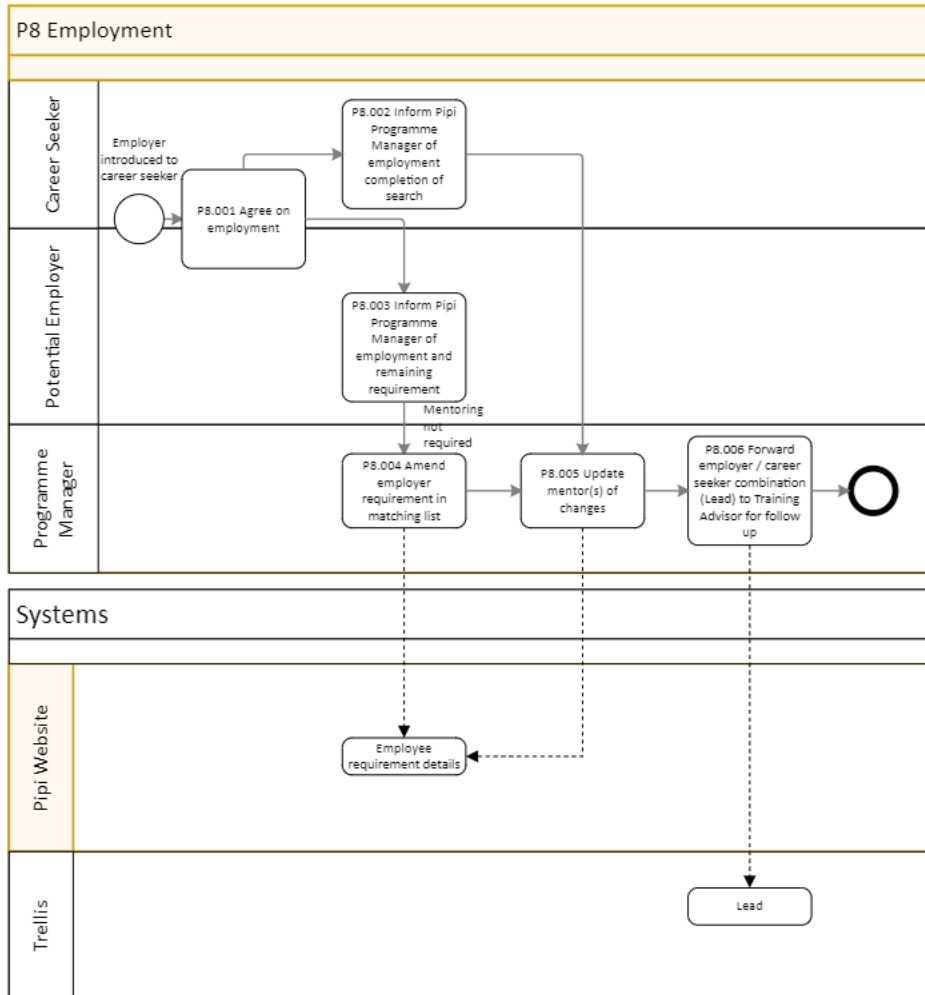 P8 Employment
Career Seeker
Employer
introduced to
career seeker
P8.001 Agree on
employment
P8.002 Inform Pipi
Programme
Manager of
employment
completion of
search
Potential Employer
P8.003 Inform Pipi
Programme
Manager of
employment and
remaining
requirement
Mentoring
not
required
Programme
Manager
P8.004 Amend
employer
requirement in
matching list
P8.005 Update
mentor(s) of
changes
P8.006 Forward
employer / career
seeker combination
(Lead) to Training
Advisor for follow
up
Systems
Pipi Website
Employee
requirement details
Trellis
Lead